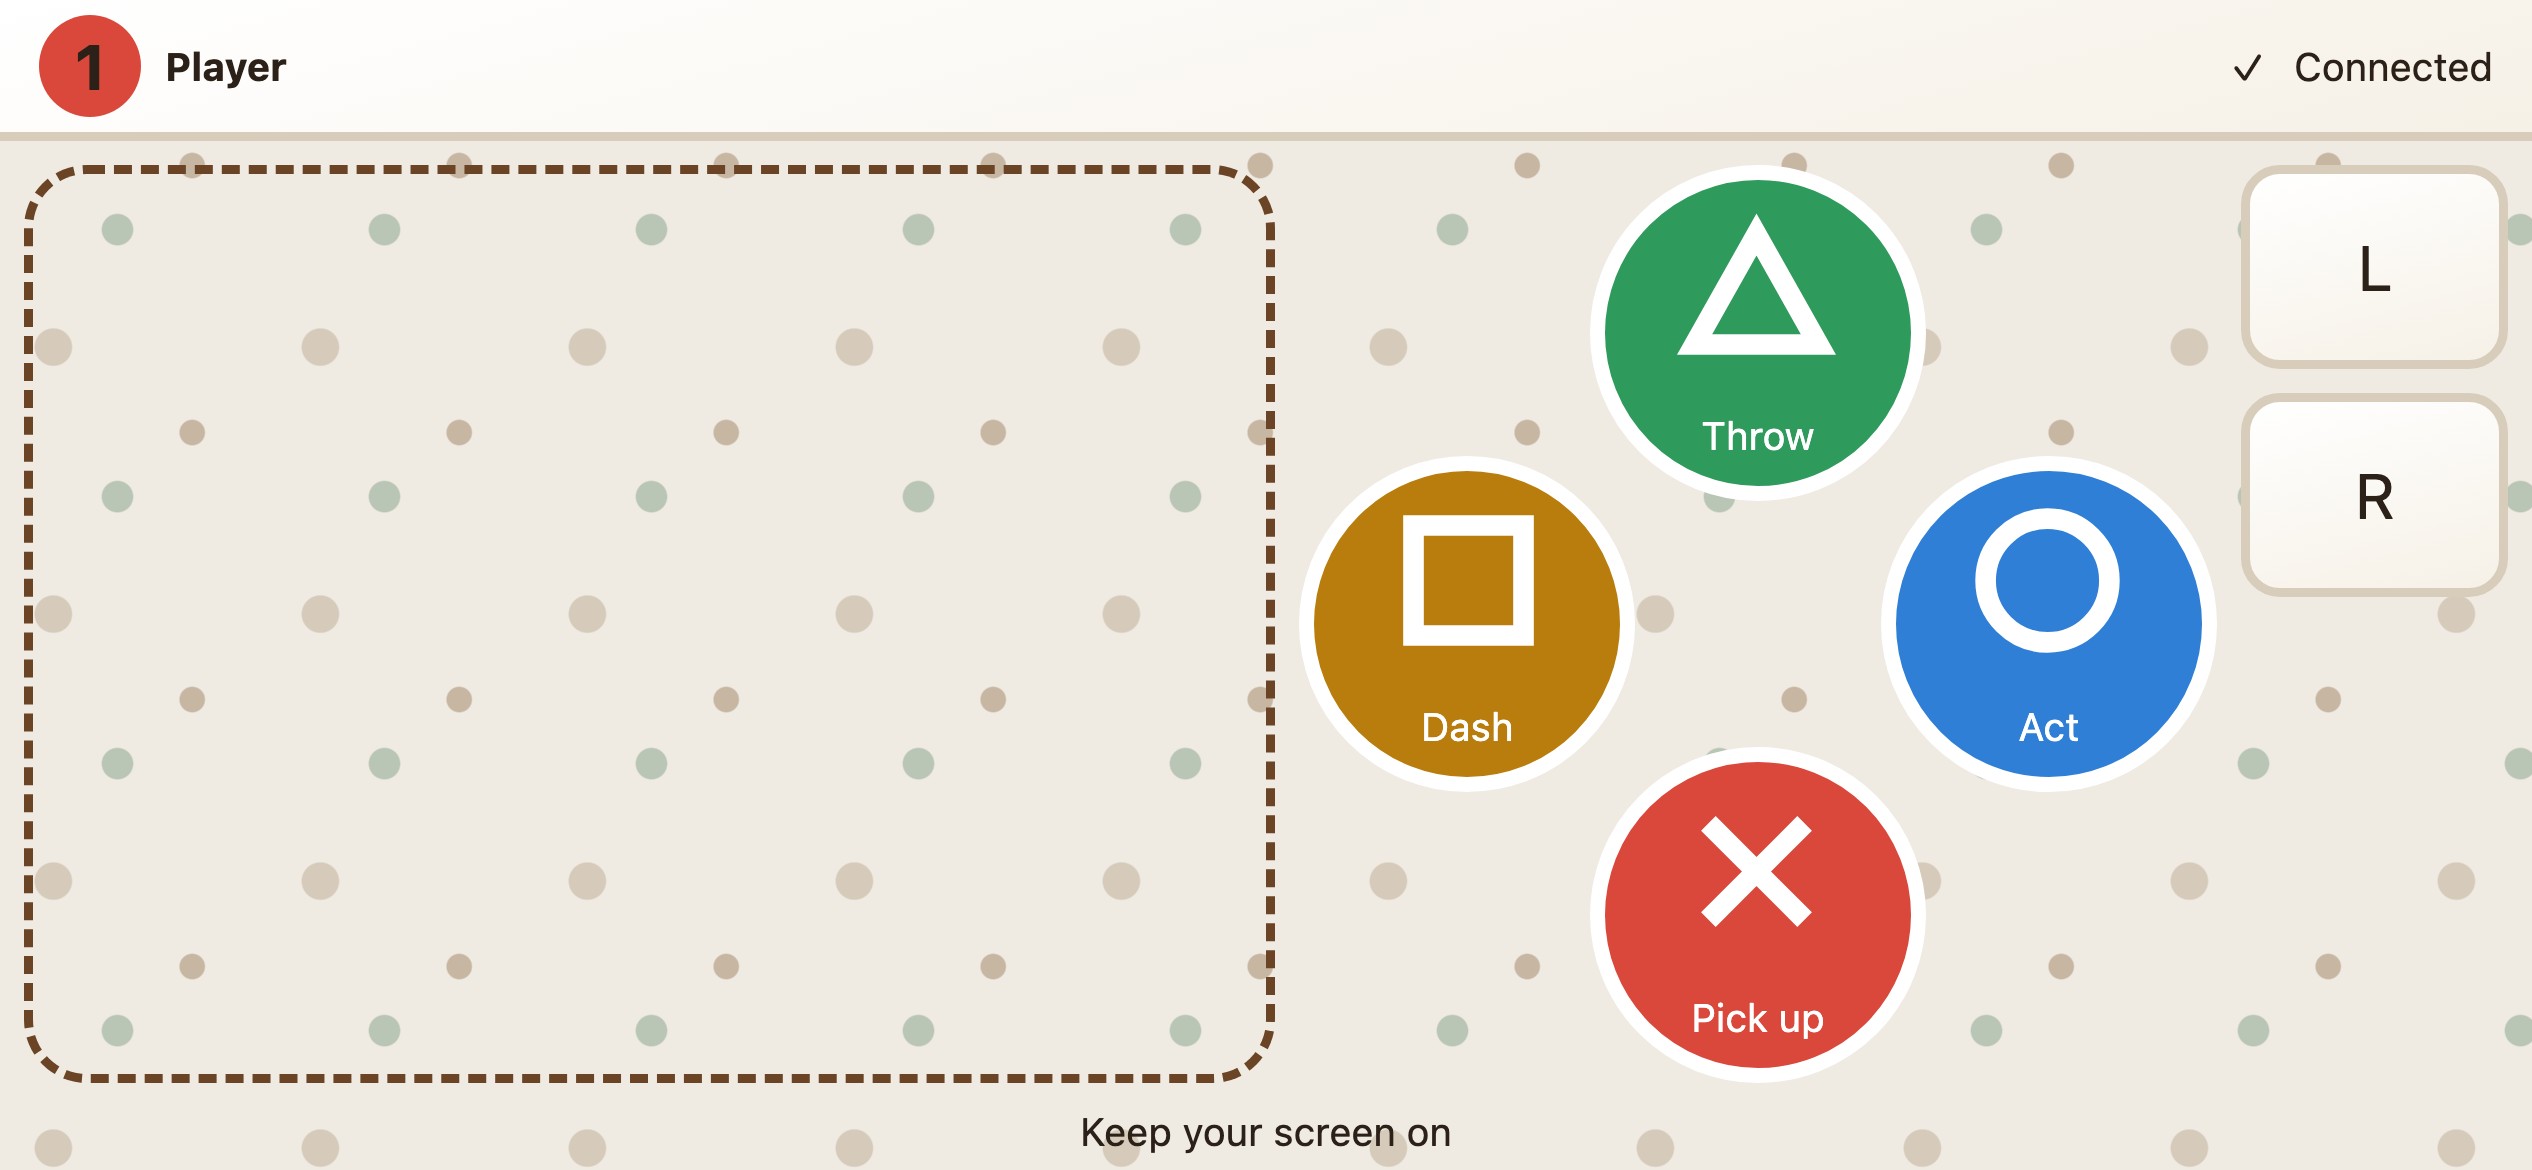 1 Player
✓ Connected
Throw
L
R
Dash
Act
Pick up
Keep your screen on